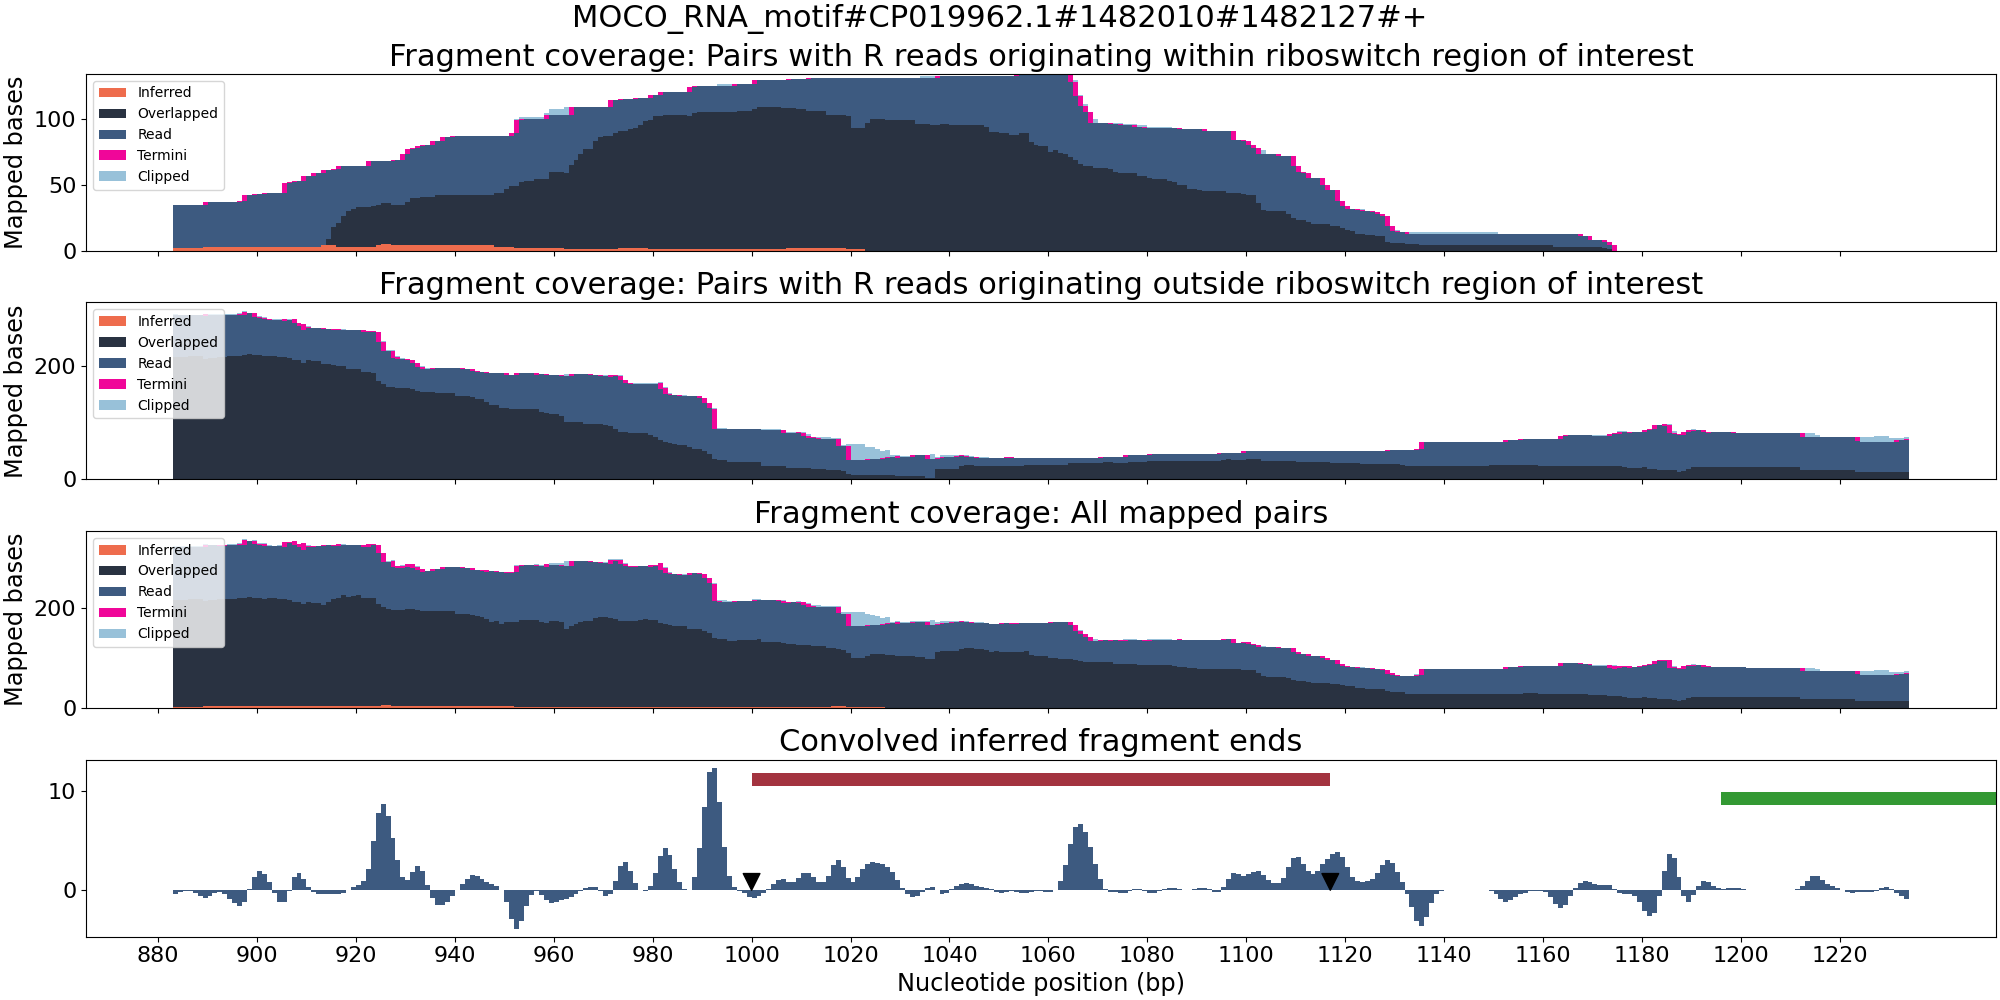 MOCO_RNA_motif#CP019962.1#1482010#1482127#+
Fragment coverage: Pairs with R reads originating within riboswitch region of interest
Mapped bases
100
50
0
Inferred
Overlapped
Read
Termini
Clipped
Fragment coverage: Pairs with R reads originating outside riboswitch region of interest
Mapped bases
200
0
Inferred
Overlapped
Read
Termini
Clipped
Fragment coverage: All mapped pairs
Mapped bases
200
0
Inferred
Overlapped
Read
Termini
Clipped
Convolved inferred fragment ends
10
0
880 900 920 940 960 980 1000 1020 1040 1060 1080 1100 1120 1140 1160 1180 1200 1220
Nucleotide position (bp)